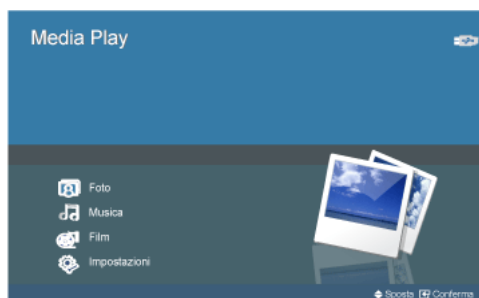 Media Play
Foto
Musica
Film
Impostazioni
Sposta Conferma